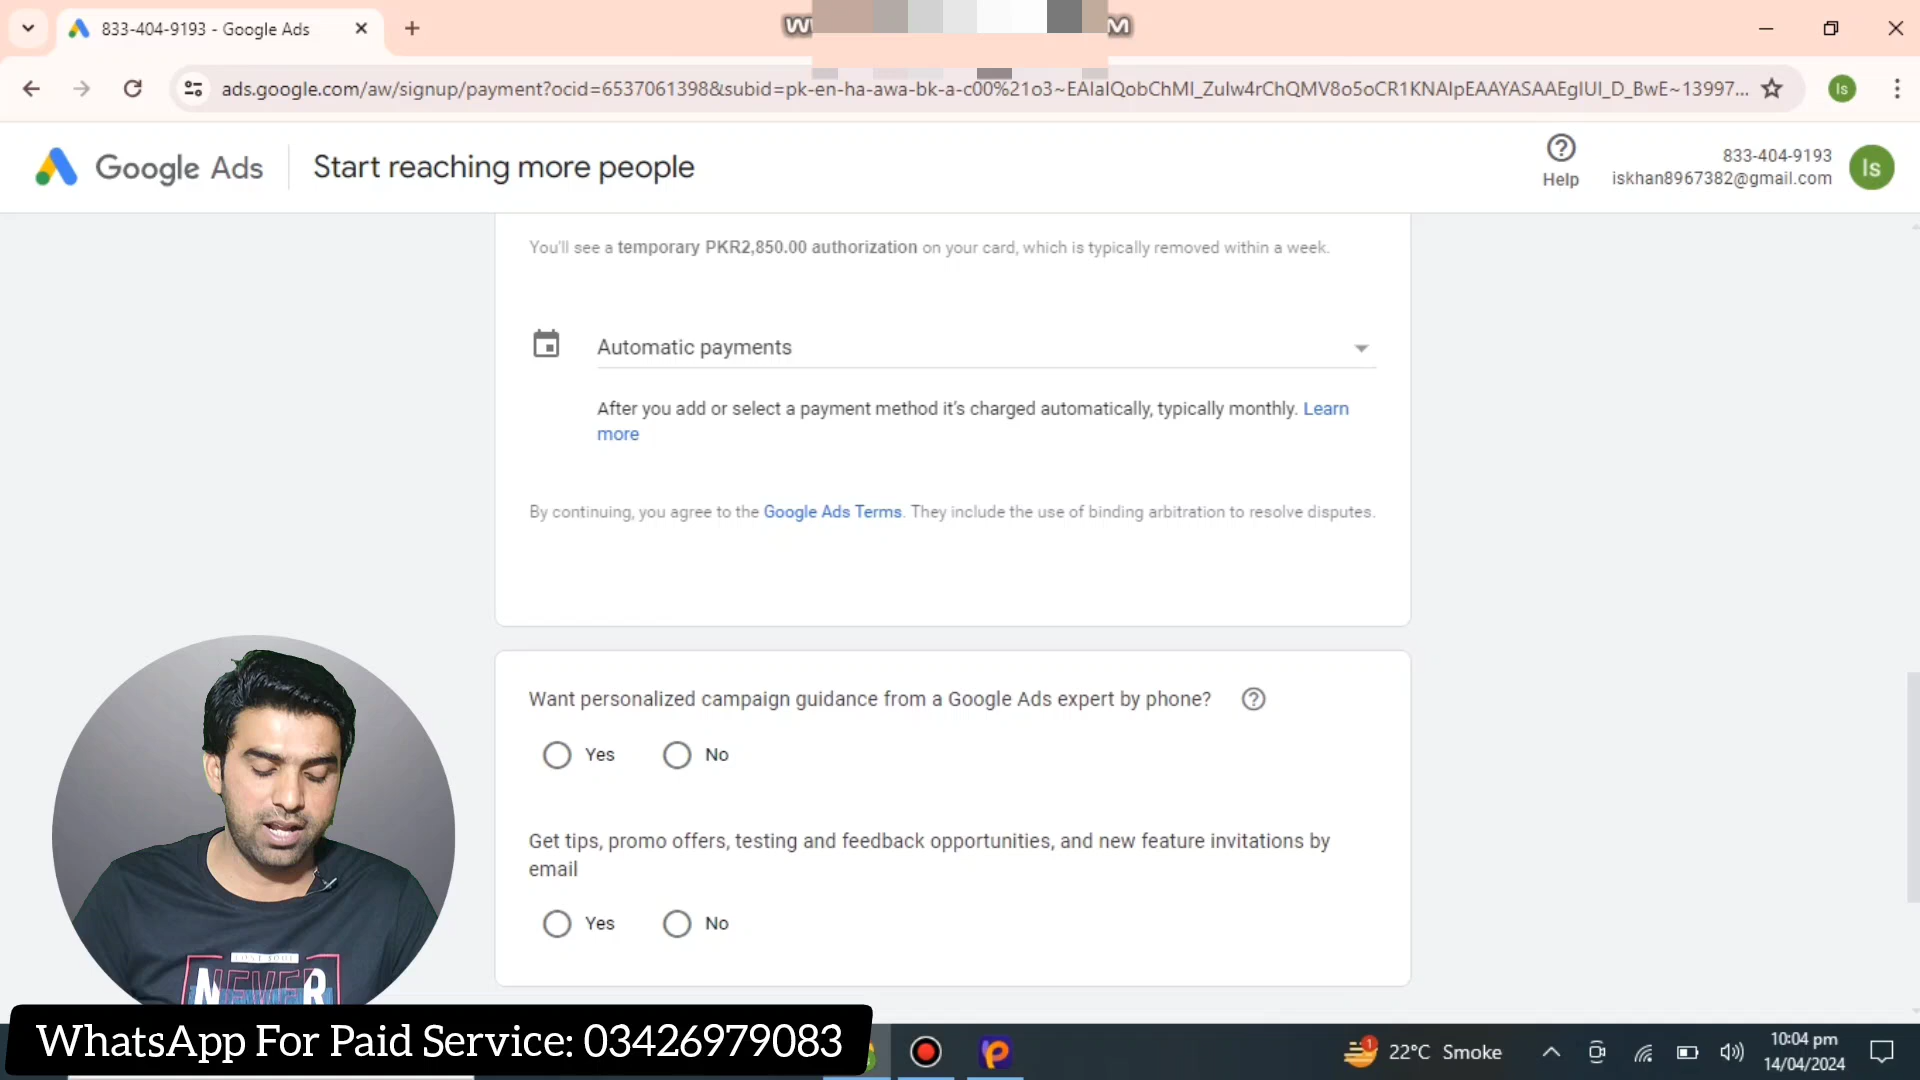 833-404-9193 - Google Ads
ads.google.com/aw/signup/payment?ocid=6537061398&subid=pk-en-ha-awa-bk-a-c00%21o3~EAIaIQobChMI_ZuIw4rChQMV8o5oCR1KNAIpEAAYASAAEgIUI_D_BwE~13997...
Is
Google Ads
Start reaching more people
Help
833-404-9193
iskhan8967382@gmail.com
Is
You'll see a temporary PKR2,850.00 authorization on your card, which is typically removed within a week.
Automatic payments
After you add or select a payment method it's charged automatically, typically monthly. Learn
more
By continuing, you agree to the Google Ads Terms. They include the use of binding arbitration to resolve disputes.
Want personalized campaign guidance from a Google Ads expert by phone?
Yes No
Get tips, promo offers, testing and feedback opportunities, and new feature invitations by
email
Yes No
NEVER
WhatsApp For Paid Service: 03426979083
1
22°C Smoke
10:04 pm
14/04/2024